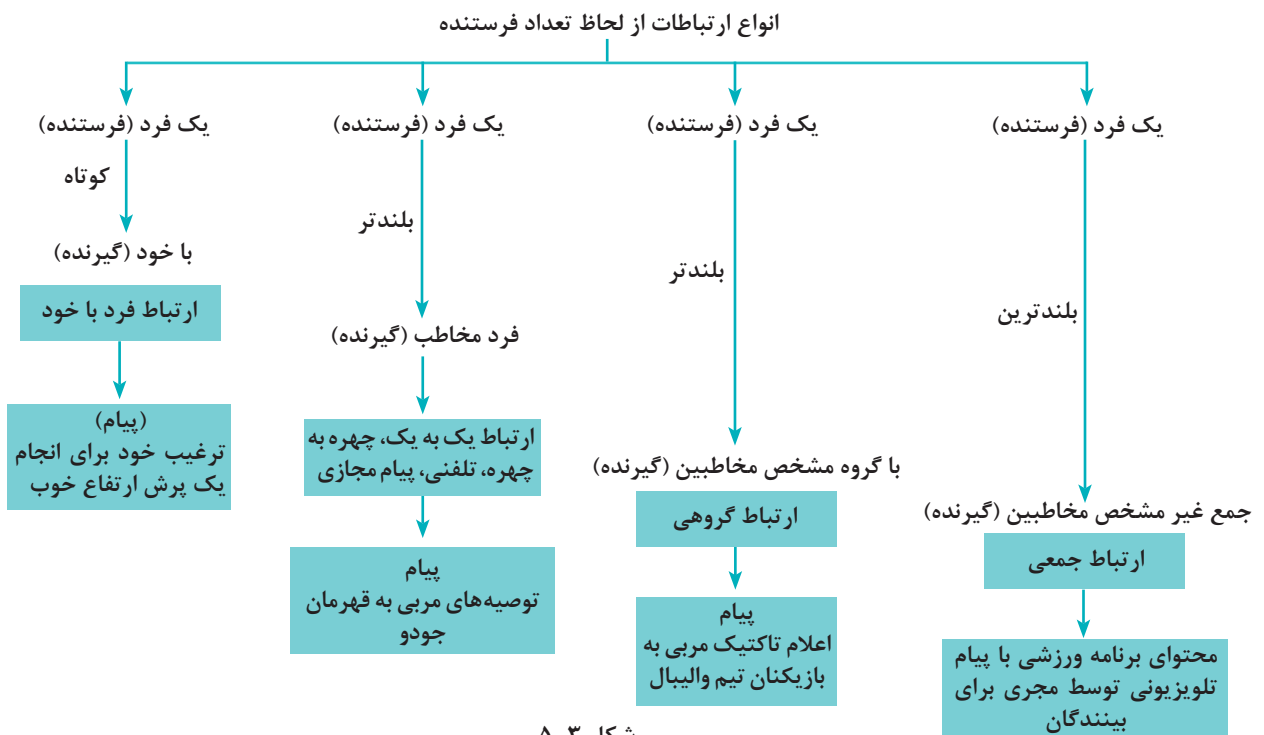 انواع ارتباطات از لحاظ تعداد فرستنده
یک فرد (فرستنده)
بلندترین
جمع غیر مشخص مخاطبین (گیرنده)
ارتباط جمعی
محتوای برنامه ورزشی با پیام
تلویزیونی توسط مجری برای
بینندگان
یک فرد (فرستنده)
بلندتر
با گروه مشخص مخاطبین (گیرنده)
ارتباط گروهی
پیام
اعلام تاکتیک مربی به
بازیکنان تیم والیبال
یک فرد (فرستنده)
بلندتر
فرد مخاطب (گیرنده)
ارتباط یک به یک، چهره به
چهره، تلفنی، پیام مجازی
پیام
توصیه‌های مربی به قهرمان
جودو
یک فرد (فرستنده)
کوتاه
با خود (گیرنده)
ارتباط فرد با خود
(پیام)
ترغیب خود برای انجام
یک پرش ارتفاع خوب